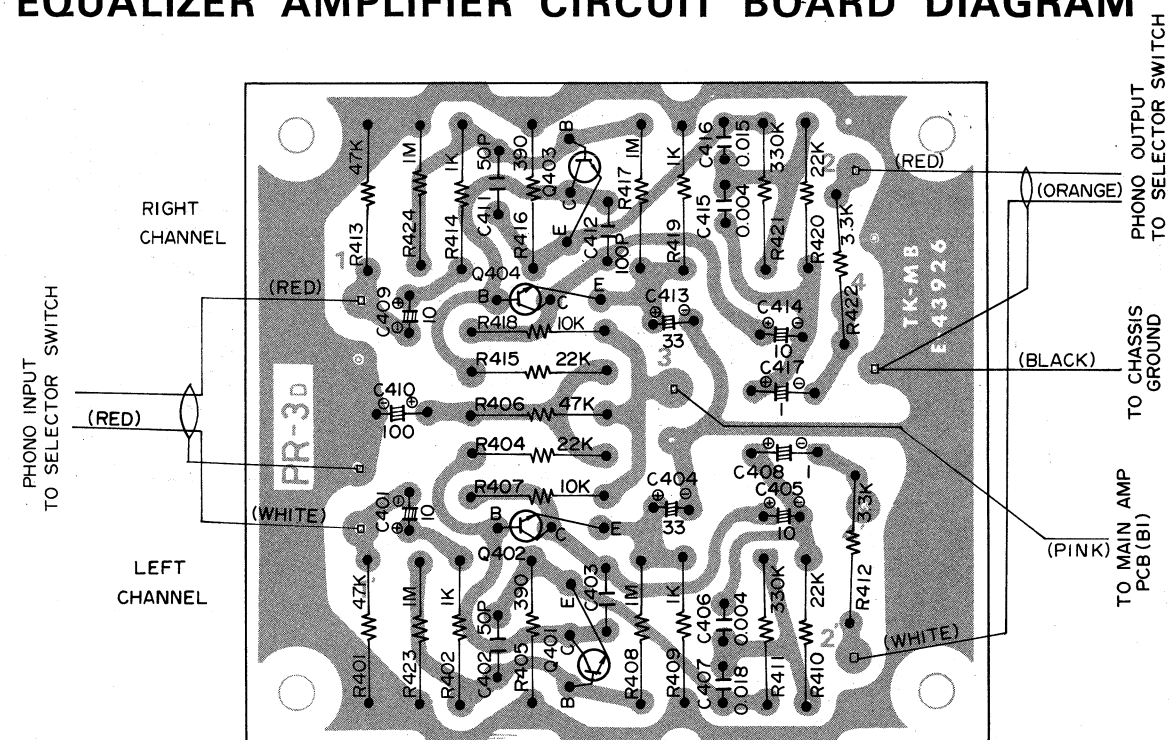 EQUALIZER AMPLIFIER CIRCUIT BOARD DIAGRAM
PHONO OUTPUT
TO SELECTOR SWITCH
RIGHT
CHANNEL
R413 47K
R424 1M
R414 1K
C411 50P
R416 390
Q403
B
C
E
C412
100P
R417 1M
R419 1K
C415 C416
0.004 0.015
R421 330K
R420 22K
2
(RED)
(ORANGE)
3.3K
R422
4
TK-MB
E-43926
1
(RED)
C409
10
Q404
B
C
E
R418 10K
C413
33
C414
10
R415 22K
3
C417
1
(BLACK)
TO CHASSIS
GROUND
PHONO INPUT
TO SELECTOR SWITCH
(RED)
PR-3D
C410
100
R406 47K
R404 22K
R407 10K
C408
1
C404
33
C405
10
3.3K
R412
(PINK)
TO MAIN AMP
PCB(B1)
(WHITE)
C401
10
B
C
E
Q402
LEFT
CHANNEL
R401 47K
R423 1M
R402 1K
C402 50P
R405 390
Q401
E
C
B
C403
R408 1M
R409 1K
C407 C406
0.018 0.004
R411 330K
R410 22K
2'
(WHITE)